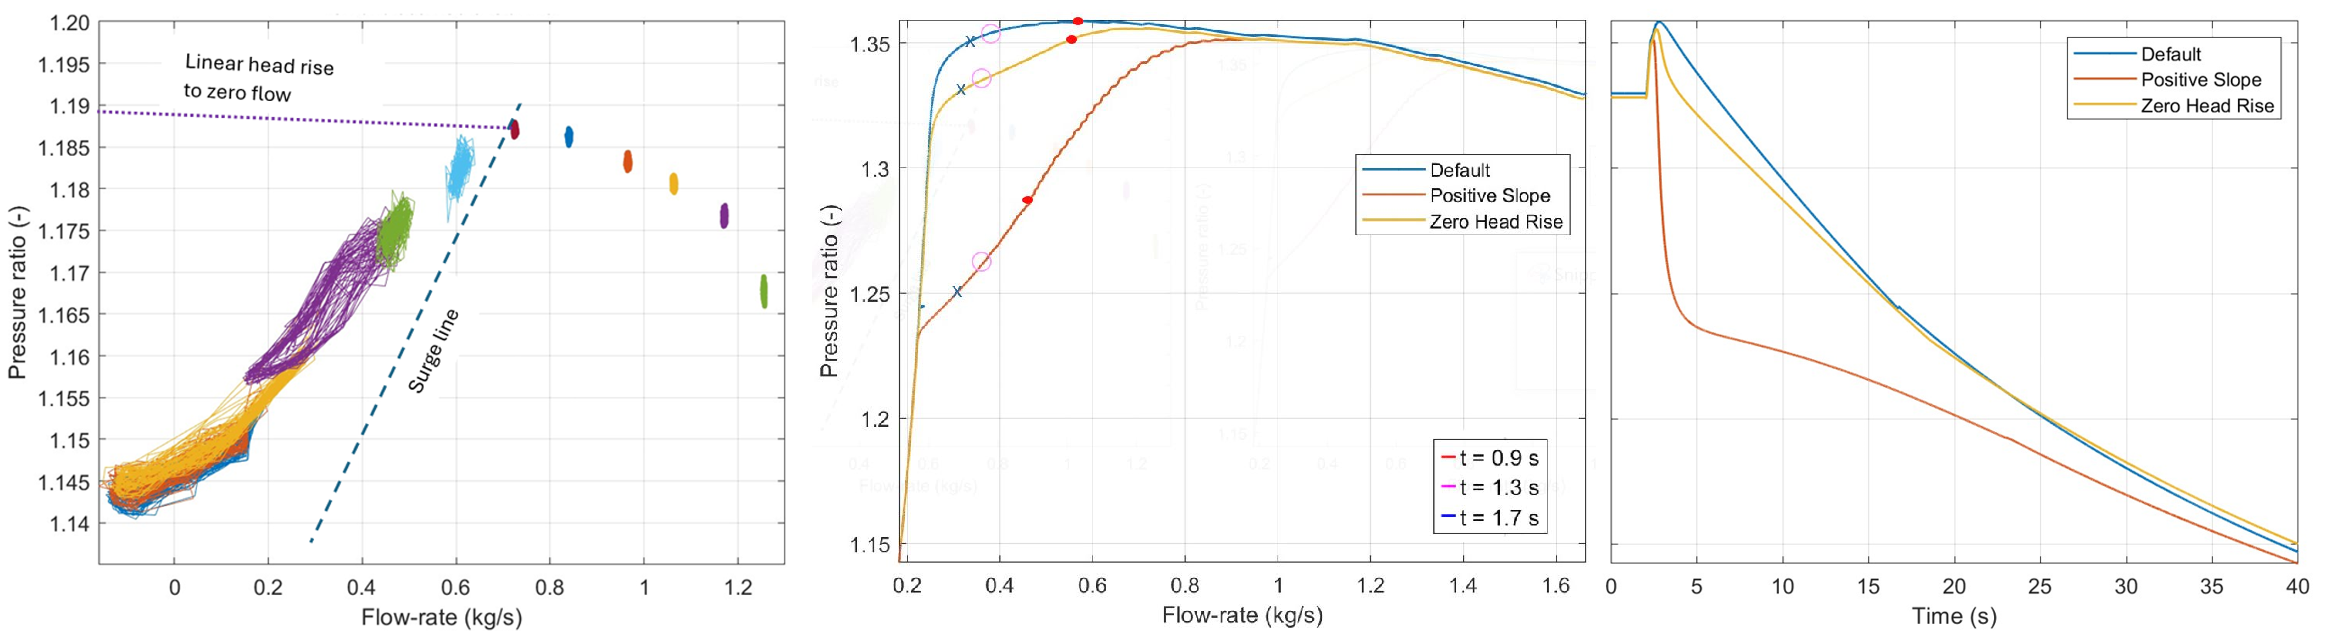 1.20
1.195
1.19
1.185
1.18
1.175
1.17
1.165
1.16
1.155
1.15
1.145
1.14
Pressure ratio (-)
Linear head rise
to zero flow
Surge line
0
0.2
0.4
0.6
0.8
1
1.2
Flow-rate (kg/s)
1.35
1.3
1.25
1.2
1.15
Pressure ratio (-)
Default
Positive Slope
Zero Head Rise
t = 0.9 s
t = 1.3 s
t = 1.7 s
0.2
0.4
0.6
0.8
1
1.2
1.4
1.6
Flow-rate (kg/s)
Default
Positive Slope
Zero Head Rise
0
5
10
15
20
25
30
35
40
Time (s)